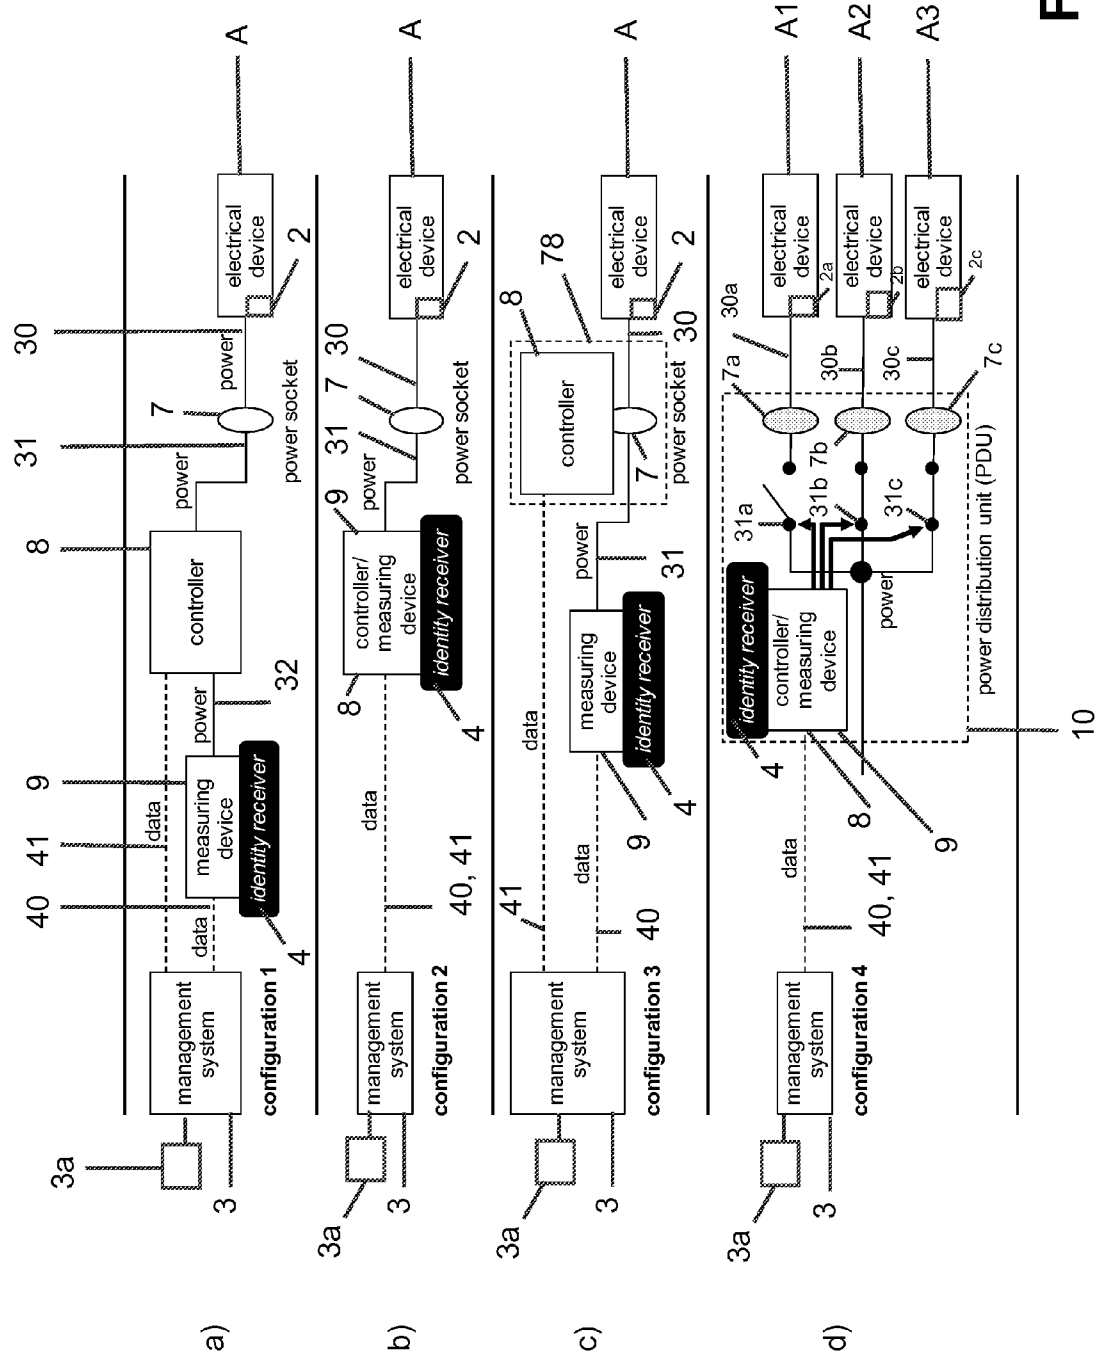 a)
3a
3
management
system
configuration 1
40
41
9
data
data
measuring
device
identity receiver
4
power
32
8
controller
power
31
7
power socket
30
power
electrical
device
2
A
b)
3a
3
management
system
configuration 2
data
40, 41
8
9
controller/
measuring
device
identity receiver
4
power
31
7
30
power socket
electrical
device
2
A
c)
3a
3
management
system
configuration 3
41
40
data
data
9
measuring
device
identity receiver
4
power
31
8
controller
78
7
power socket
30
electrical
device
2
A
d)
3a
3
management
system
configuration 4
data
40, 41
4
identity receiver
controller/
measuring
device
8
9
power
10
power distribution unit (PDU)
31a
31b
31c
7a
7b
7c
30a
30b
30c
electrical
device
2a
A1
electrical
device
2b
A2
electrical
device
2c
A3
F